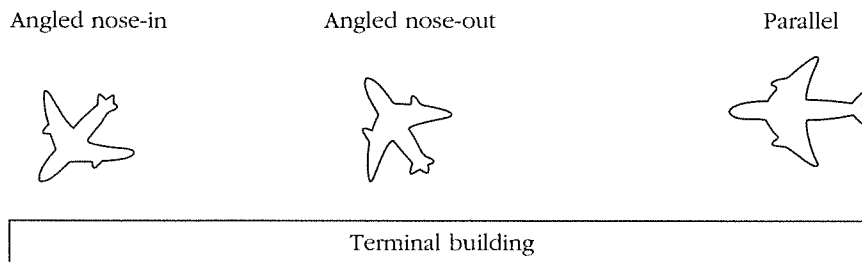 Angled nose-in
Angled nose-out
Parallel
Terminal building